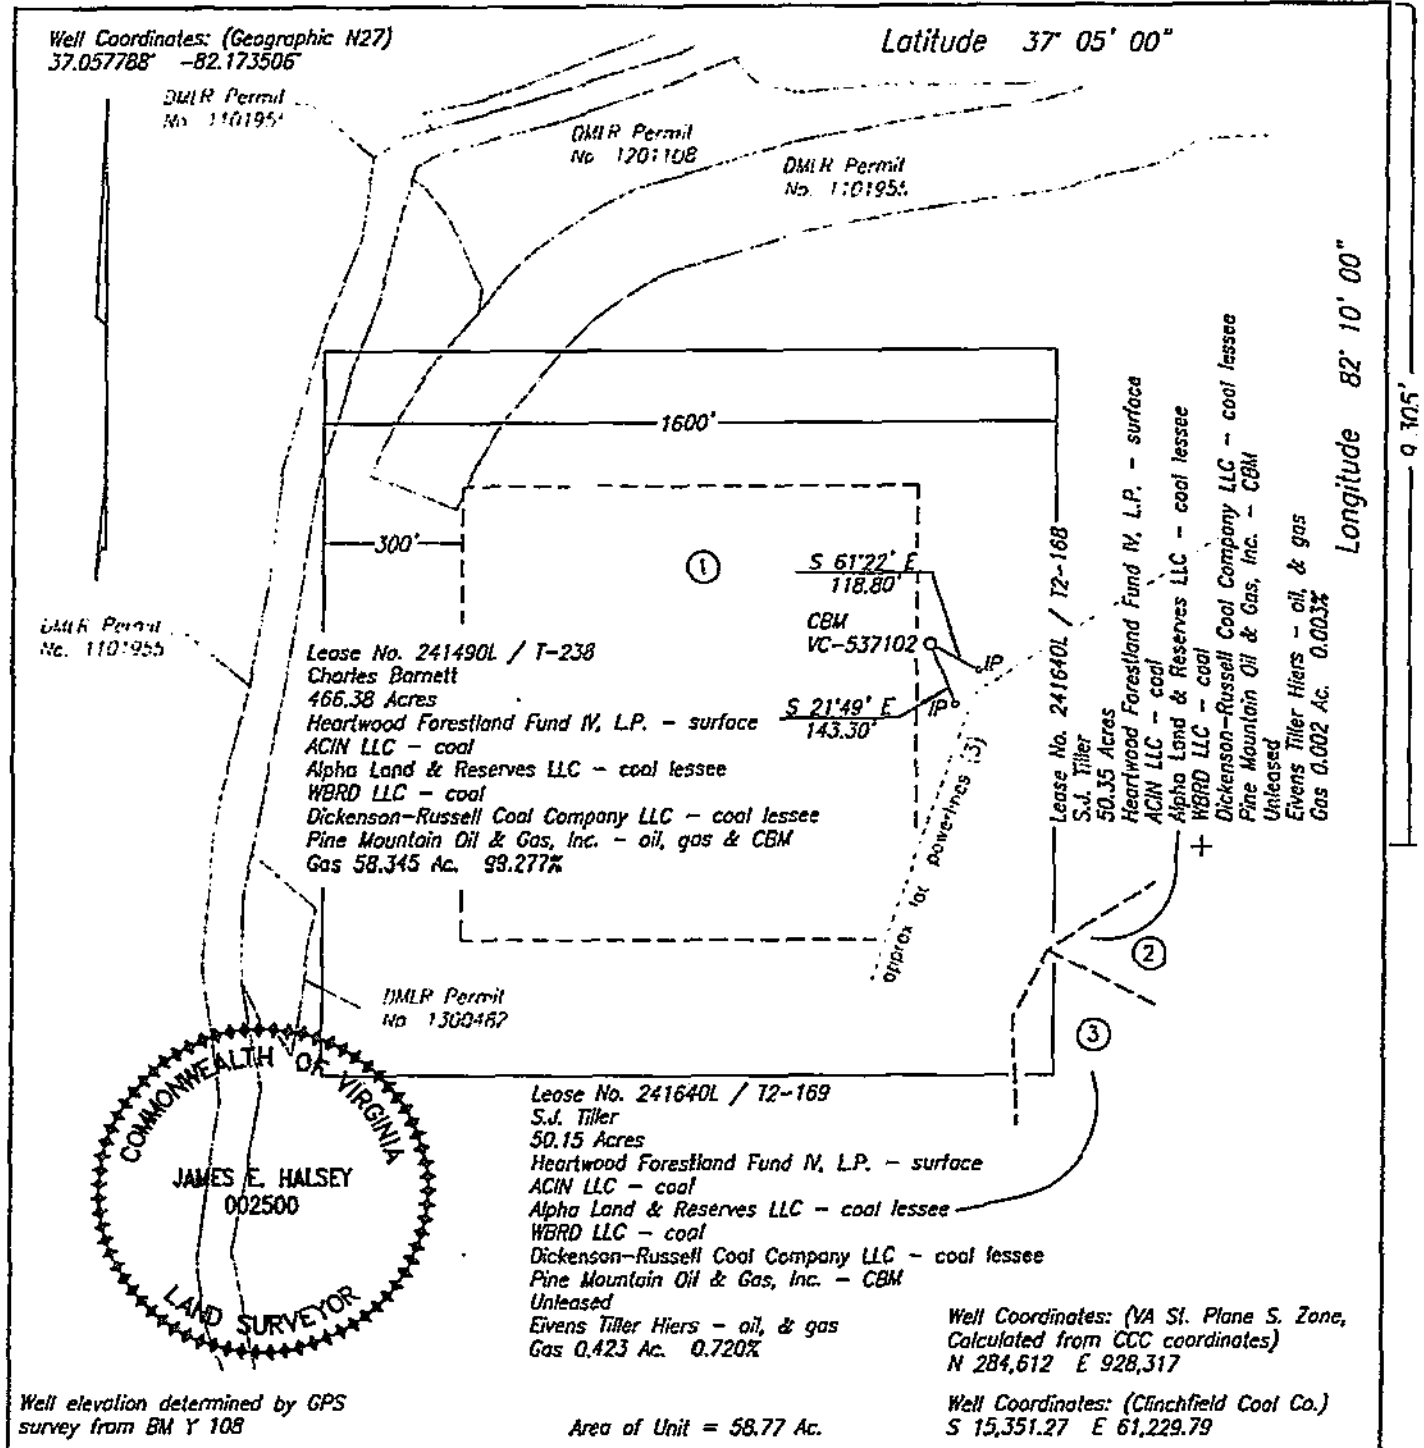 Well Coordinates: (Geographic N27)
37.057788° -82.173506°
Latitude 37° 05' 00"
DMLR Permit
No. 110195
DMLR Permit
No 1201108
DMLR Permit
No. 1101955
Longitude 82° 10' 00"
9,305'
1600'
300'
1
S 61°22' E
118.80'
CBM
VC-537102
IP
S 21°49' E
143.30'
IP
DMLR Permit
No. 1101955
Lease No. 241490L / T-238
Charles Barnett
466.38 Acres
Heartwood Forestland Fund IV, L.P. - surface
ACIN LLC - coal
Alpha Land & Reserves LLC - coal lessee
WBRD LLC - coal
Dickenson-Russell Coal Company LLC - coal lessee
Pine Mountain Oil & Gas, Inc. - oil, gas & CBM
Gas 58.345 Ac. 99.277%
approx loc powerlines (3)
Lease No. 241640L / T2-168
S.J. Tiller
50.35 Acres
Heartwood Forestland Fund IV, L.P. - surface
ACIN LLC - coal
Alpha Land & Reserves LLC - coal lessee
WBRD LLC - coal
Dickenson-Russell Coal Company LLC - coal lessee
Pine Mountain Oil & Gas, Inc. - CBM
Unleased
Eivens Tiller Hiers - oil, & gas
Gas 0.002 Ac. 0.003%
2
3
DMLR Permit
No 1300487
COMMONWEALTH OF VIRGINIA
JAMES E. HALSEY
002500
LAND SURVEYOR
Lease No. 241640L / T2-169
S.J. Tiller
50.15 Acres
Heartwood Forestland Fund IV, L.P. - surface
ACIN LLC - coal
Alpha Land & Reserves LLC - coal lessee
WBRD LLC - coal
Dickenson-Russell Coal Company LLC - coal lessee
Pine Mountain Oil & Gas, Inc. - CBM
Unleased
Eivens Tiller Hiers - oil, & gas
Gas 0.423 Ac. 0.720%
Well Coordinates: (VA St. Plane S. Zone,
Calculated from CCC coordinates)
N 284,612 E 928,317
Well Coordinates: (Clinchfield Coal Co.)
S 15,351.27 E 61,229.79
Well elevation determined by GPS
survey from BM Y 108
Area of Unit = 58.77 Ac.